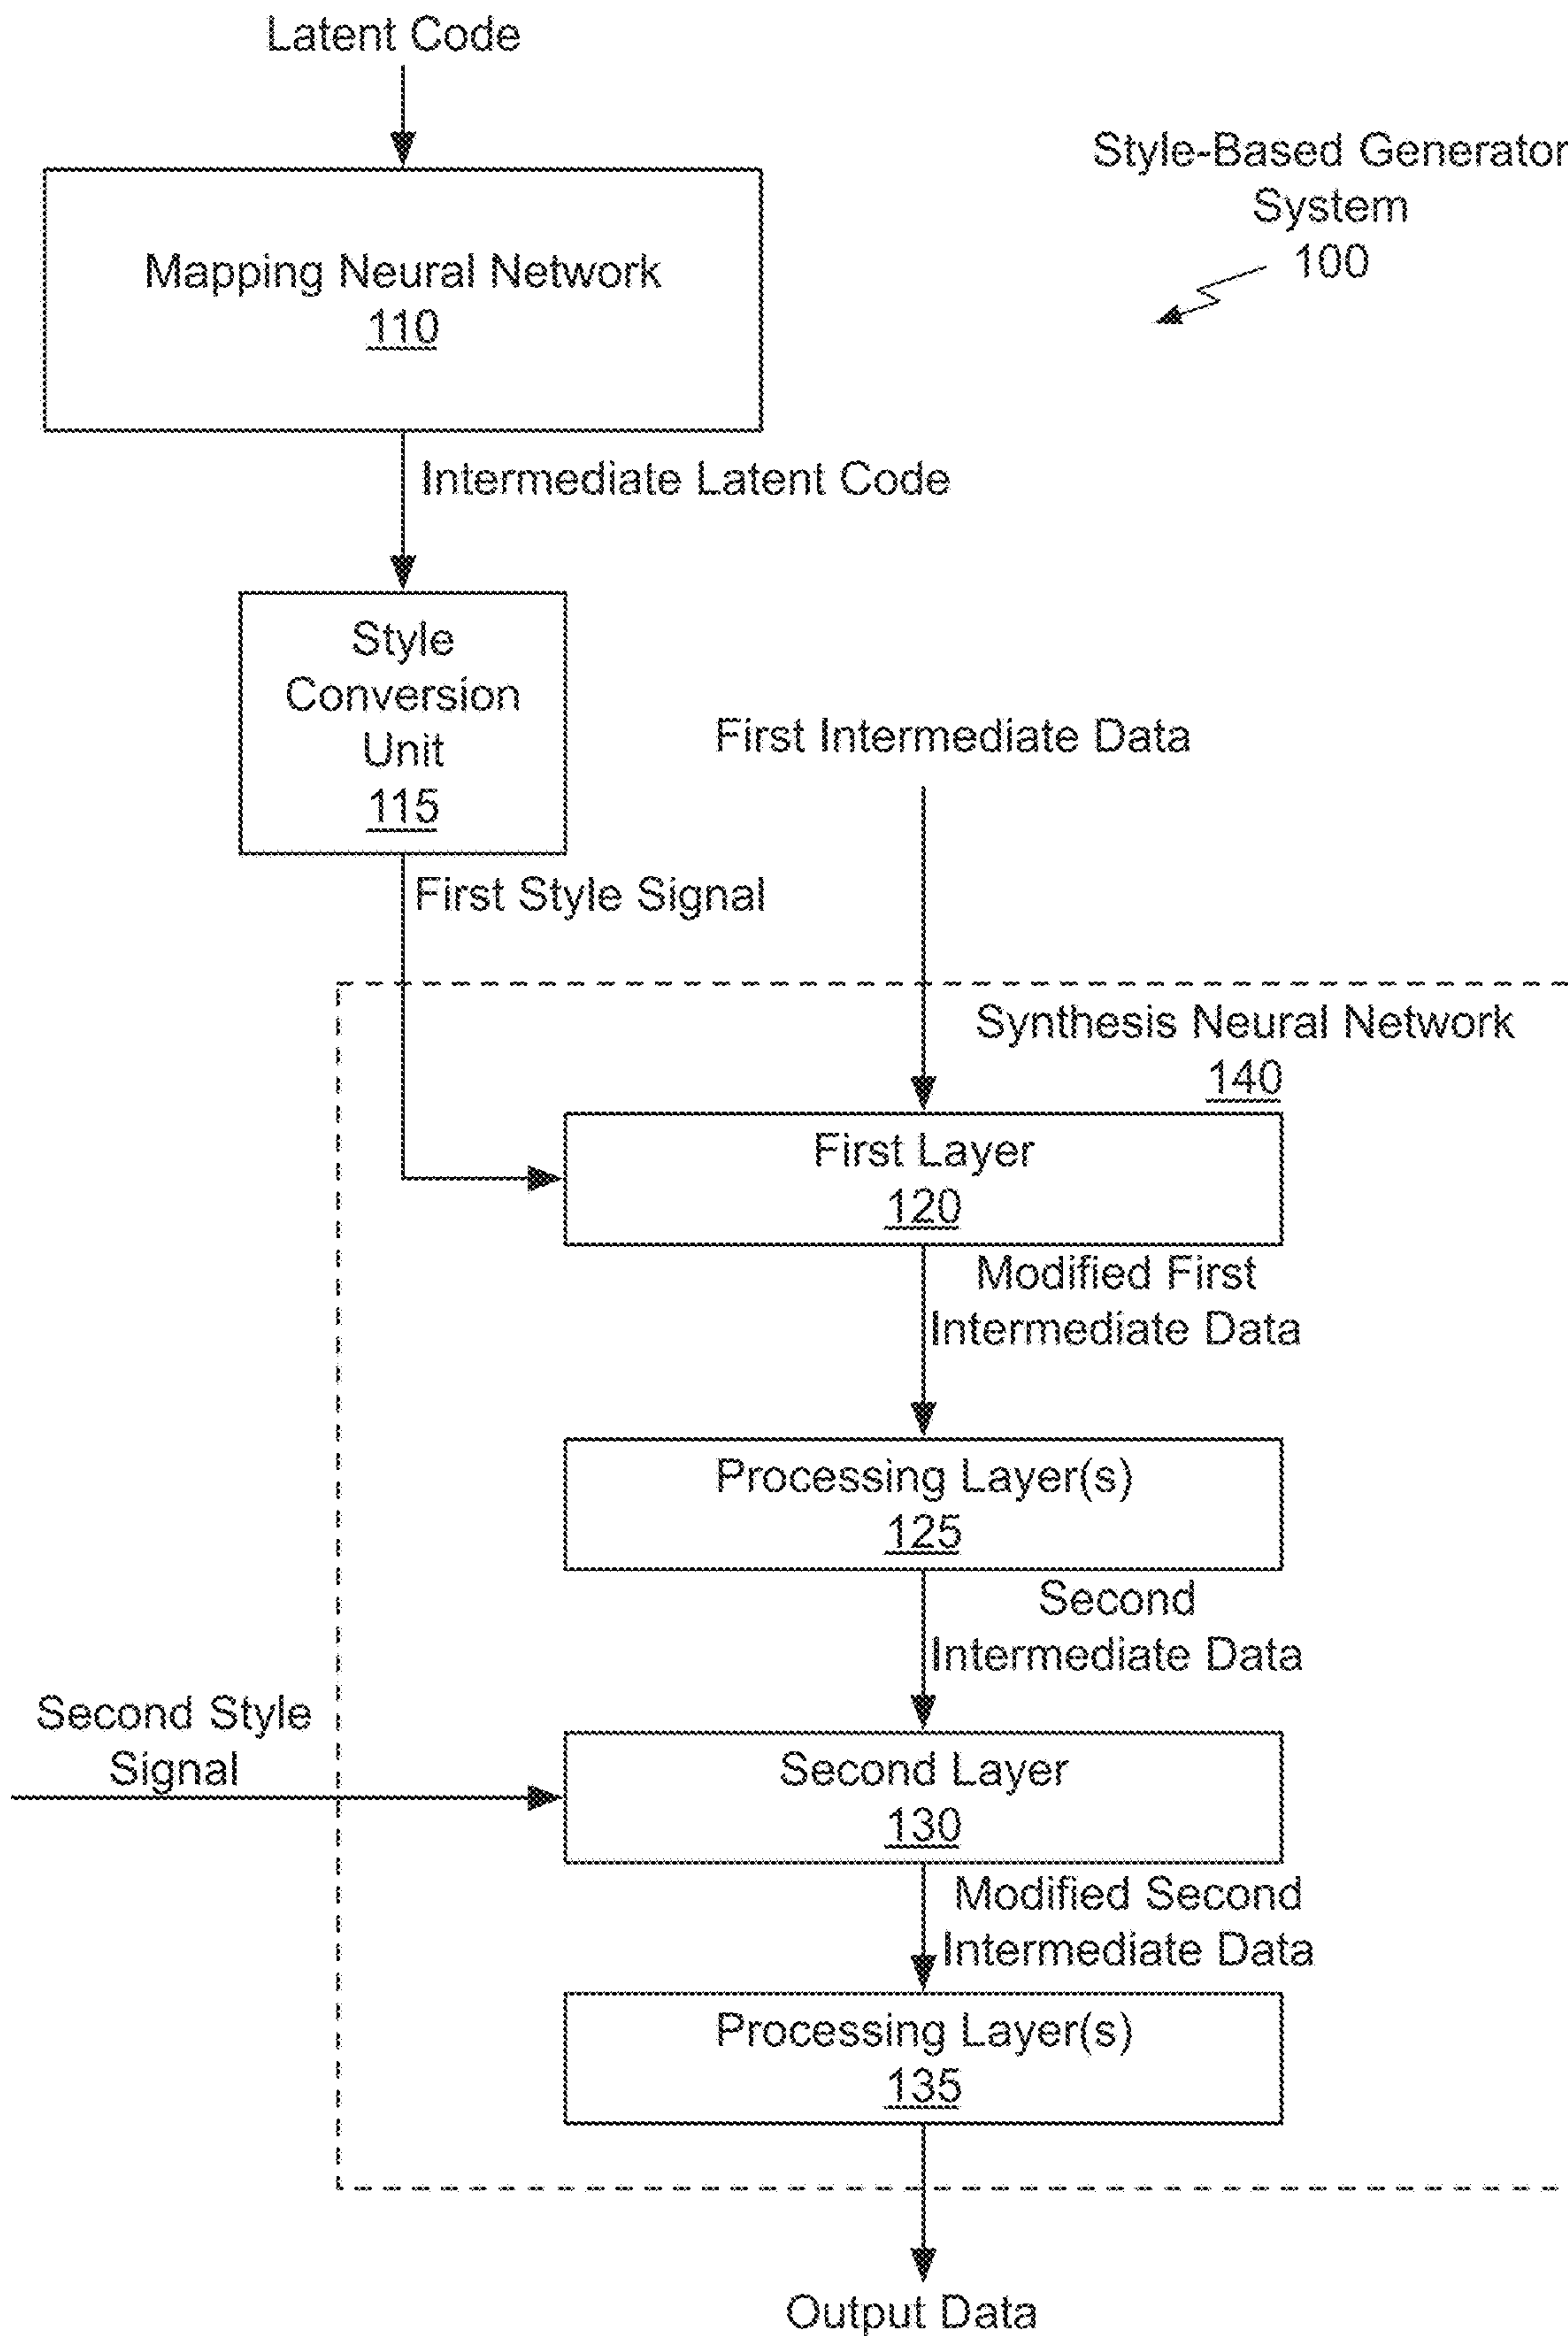 Latent Code
Style-Based Generator
System
100
Mapping Neural Network
110
Intermediate Latent Code
Style
Conversion
Unit
115
First Intermediate Data
First Style Signal
Synthesis Neural Network
140
First Layer
120
Modified First
Intermediate Data
Processing Layer(s)
125
Second
Intermediate Data
Second Style
Signal
Second Layer
130
Modified Second
Intermediate Data
Processing Layer(s)
135
Output Data